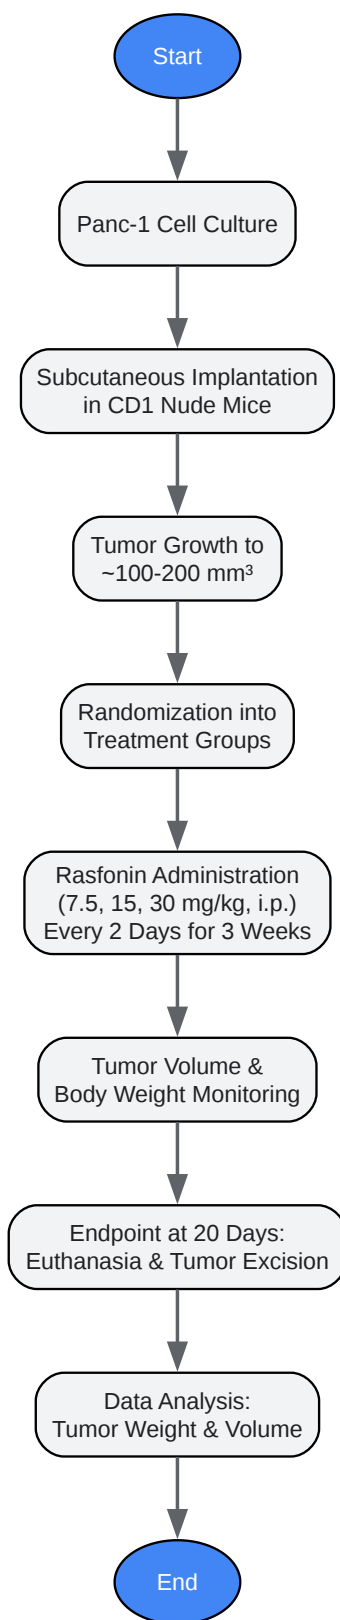 Start
Panc-1 Cell Culture
Subcutaneous Implantation
in CD1 Nude Mice
Tumor Growth to
~100-200 mm³
Randomization into
Treatment Groups
Rasfonin Administration
(7.5, 15, 30 mg/kg, i.p.)
Every 2 Days for 3 Weeks
Tumor Volume &
Body Weight Monitoring
Endpoint at 20 Days:
Euthanasia & Tumor Excision
Data Analysis:
Tumor Weight & Volume
End